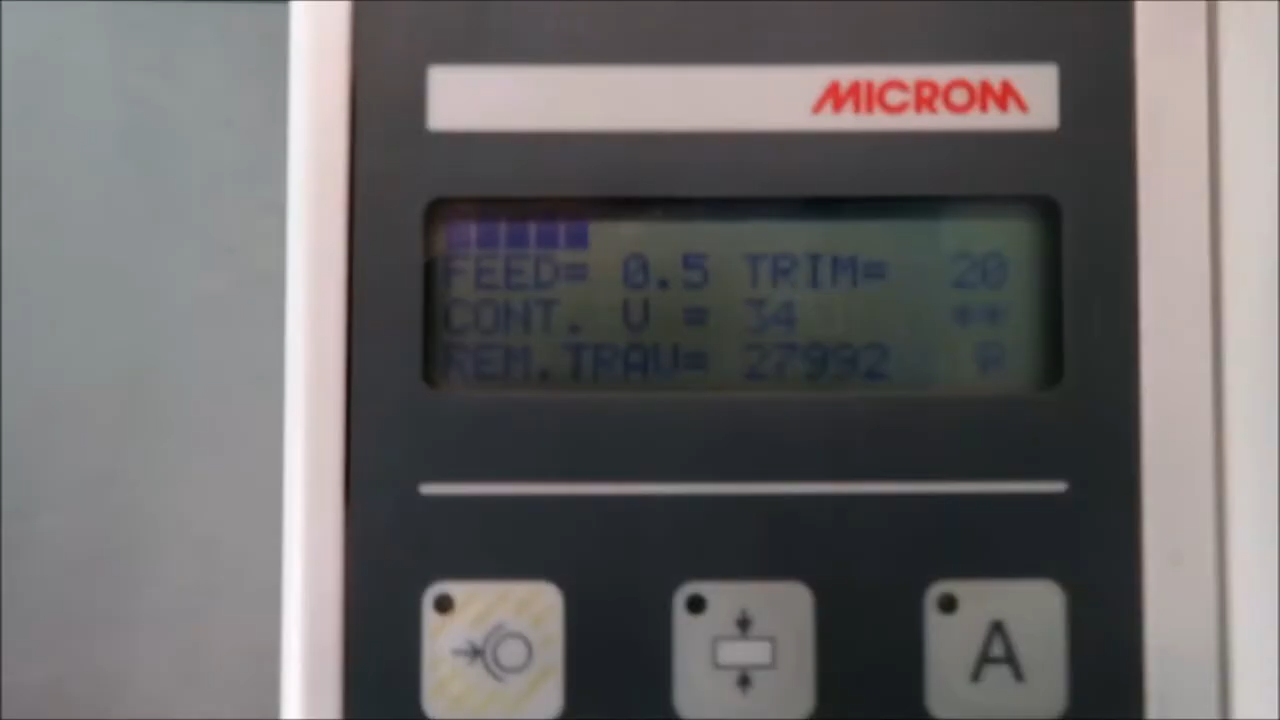 MICROM
FEED= 0.5 TRIM= 20
CONT. V = 34 **
REM.TRAV= 27992 R
A